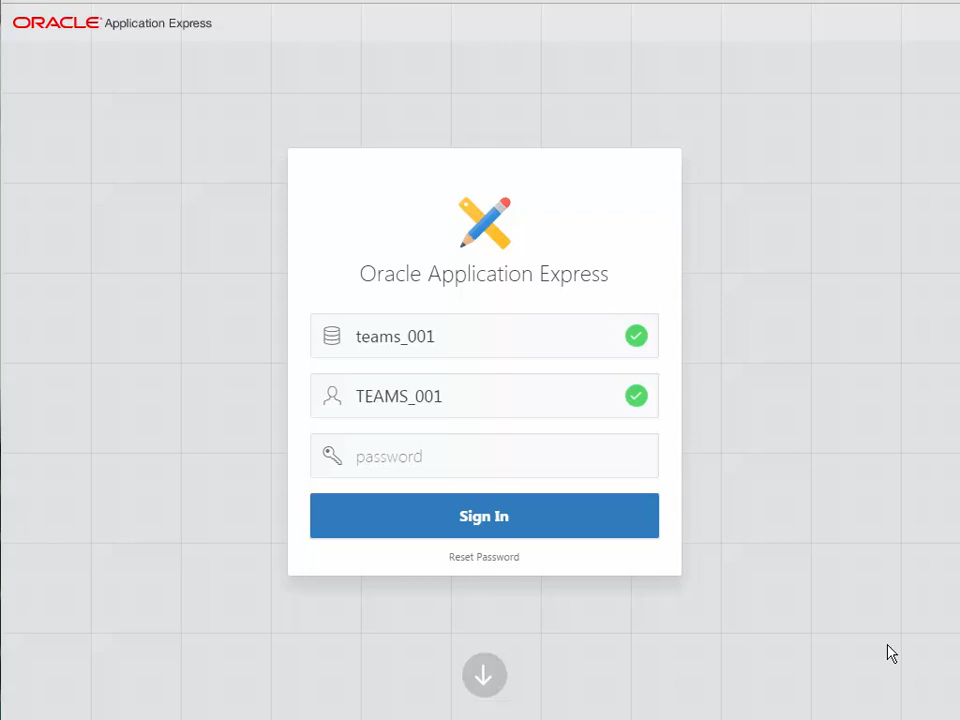 ORACLE Application Express
Oracle Application Express
teams_001
TEAMS_001
password
Sign In
Reset Password